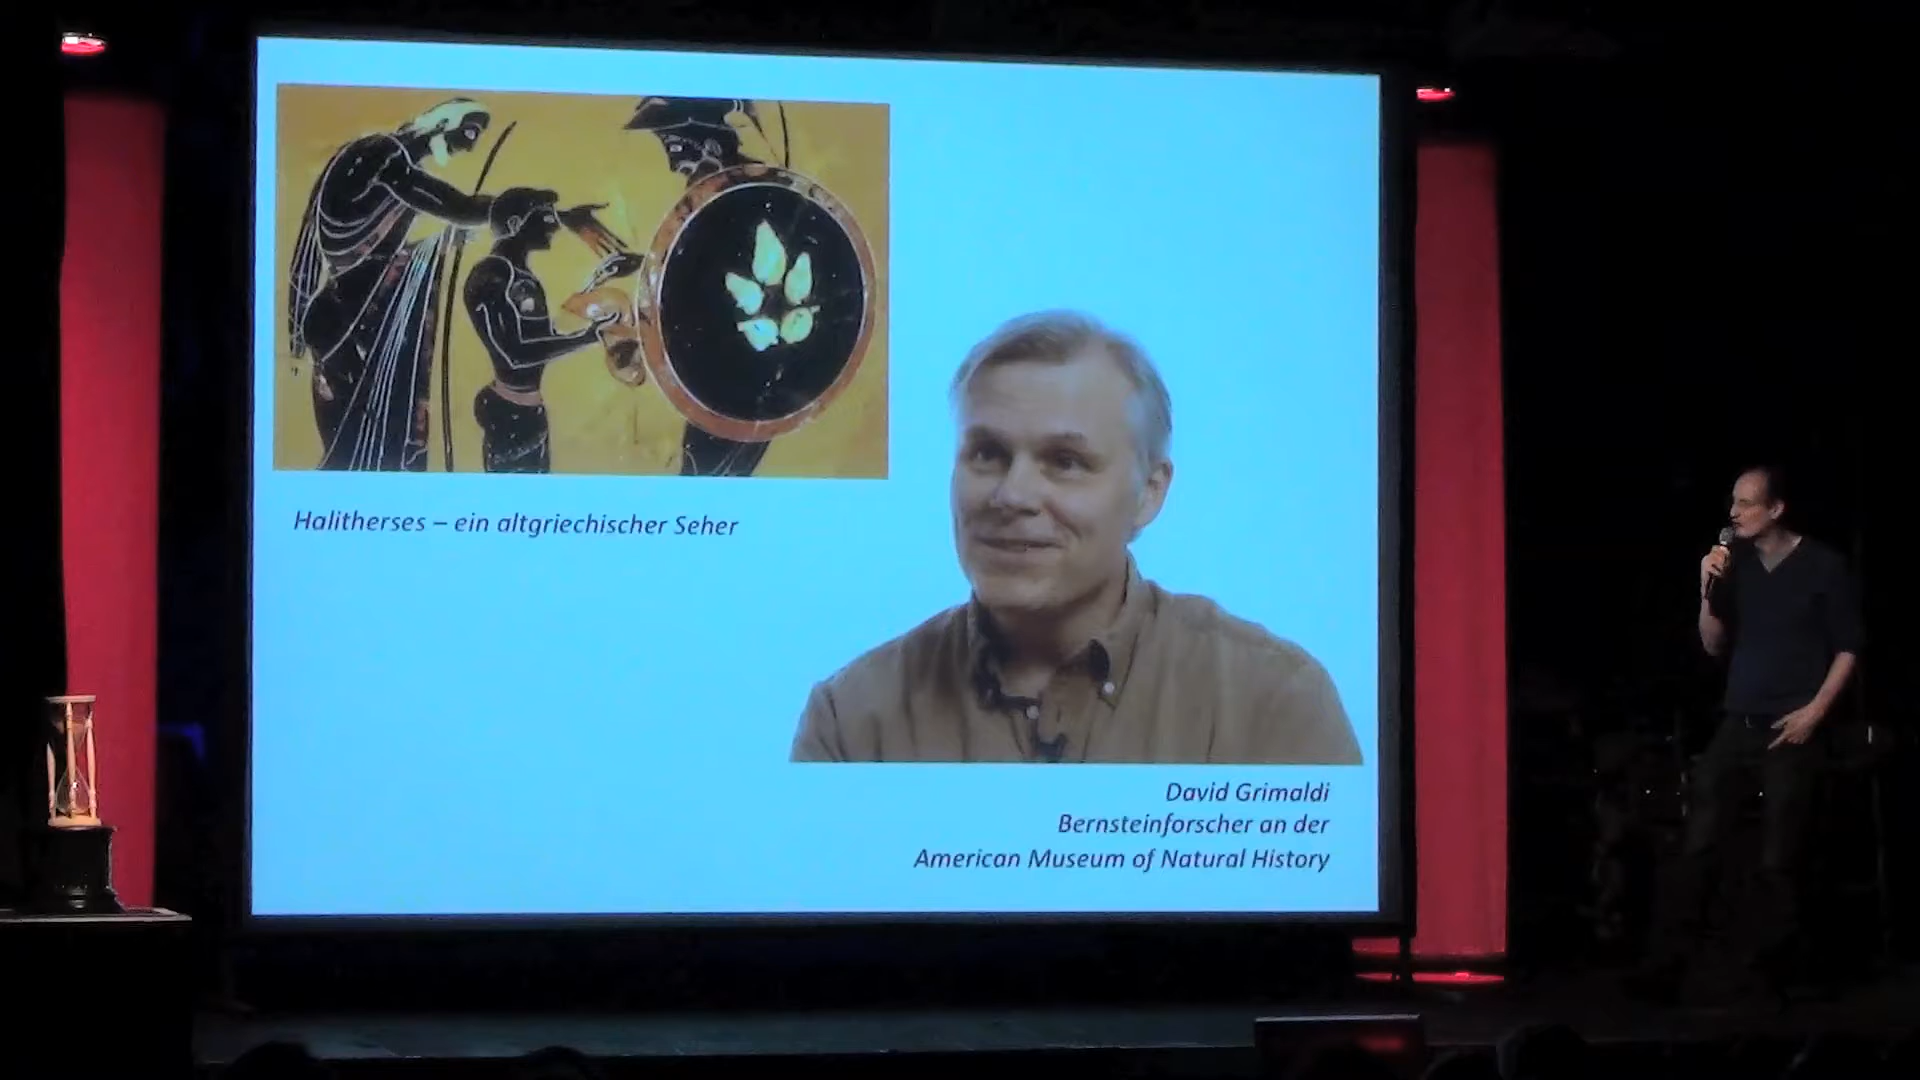 Halitherses – ein altgriechischer Seher
David Grimaldi
Bernsteinforscher an der
American Museum of Natural History